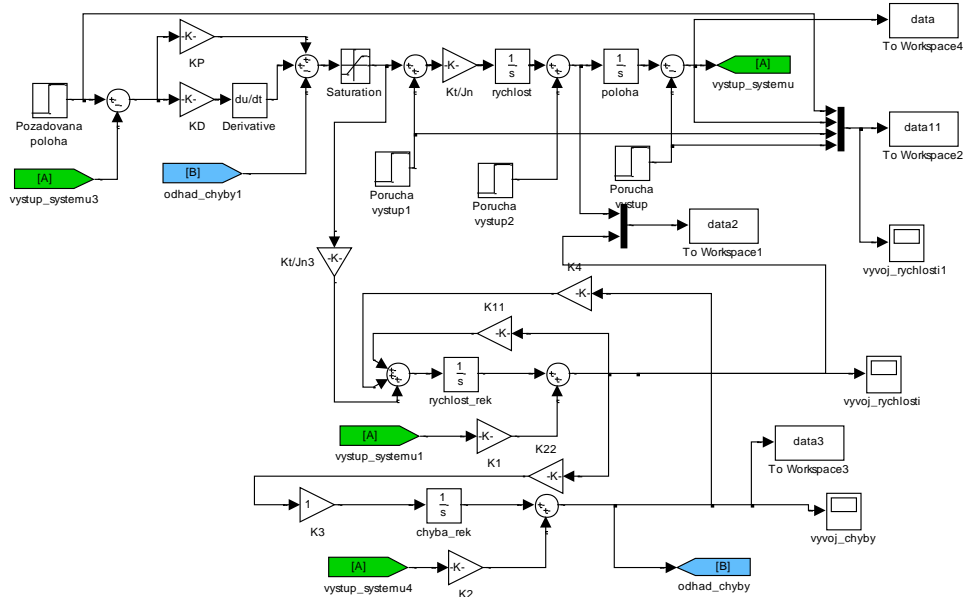 data
To Workspace4
-K-
KP
[A]
vystup_systemu
Saturation
-K-
Kt/Jn
1
s
rychlost
1
s
poloha
-K-
KD
du/dt
Derivative
Pozadovana
poloha
data11
To Workspace2
[A]
vystup_systemu3
[B]
odhad_chyby1
Porucha
vystup1
Porucha
vystup2
Porucha
vystup
data2
To Workspace1
vyvoj_rychlosti1
Kt/Jn3
-K-
K4
-K-
K11
-K-
1
s
rychlost_rek
vyvoj_rychlosti
[A]
vystup_systemu1
-K-
K1
K22
-K-
data3
To Workspace3
1
K3
1
s
chyba_rek
vyvoj_chyby
[A]
vystup_systemu4
-K-
K2
[B]
odhad_chyby